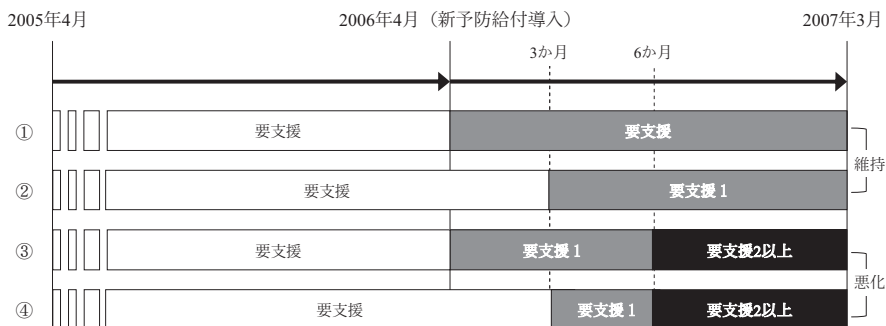 2005年4月 2006年4月（新予防給付導入） 2007年3月
3か月 6か月
① 要支援 要支援
維持
② 要支援 要支援1
③ 要支援 要支援1 要支援2以上
悪化
④ 要支援 要支援1 要支援2以上